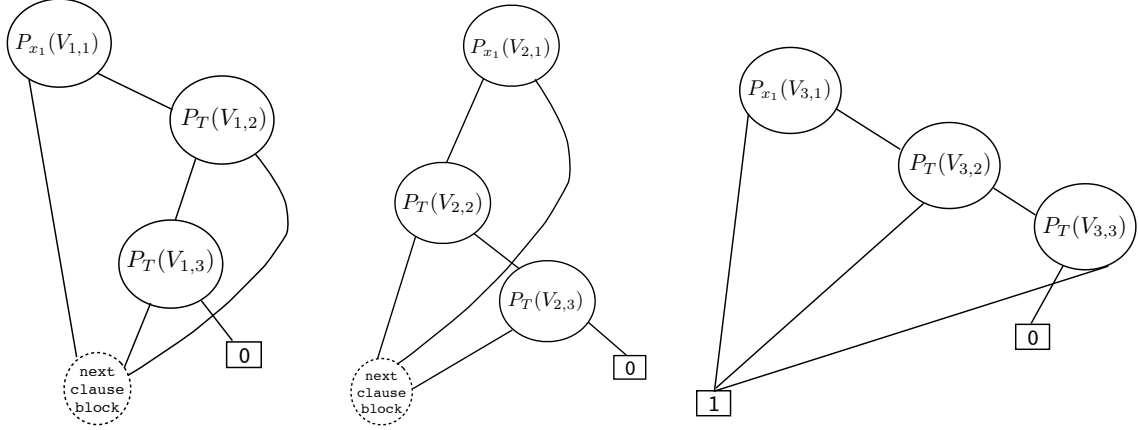 P_{x_1}(V_{1,1})
P_T(V_{1,2})
P_T(V_{1,3})
0
next
clause
block
P_{x_1}(V_{2,1})
P_T(V_{2,2})
P_T(V_{2,3})
0
next
clause
block
P_{x_1}(V_{3,1})
P_T(V_{3,2})
P_T(V_{3,3})
0
1